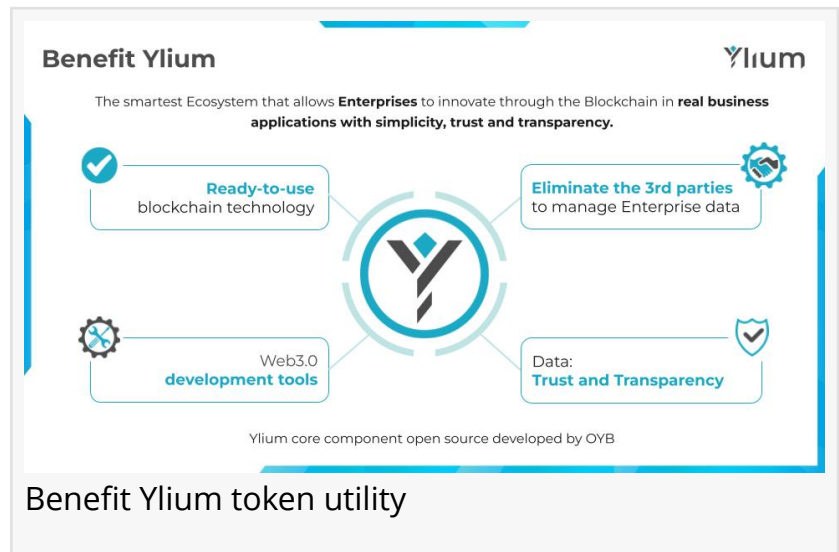 Benefit Ylium
Ylium
The smartest Ecosystem that allows Enterprises to innovate through the Blockchain in real business
applications with simplicity, trust and transparency.
Ready-to-use
blockchain technology
Eliminate the 3rd parties
to manage Enterprise data
Web3.0
development tools
Data:
Trust and Transparency
Ylium core component open source developed by OYB
Benefit Ylium token utility